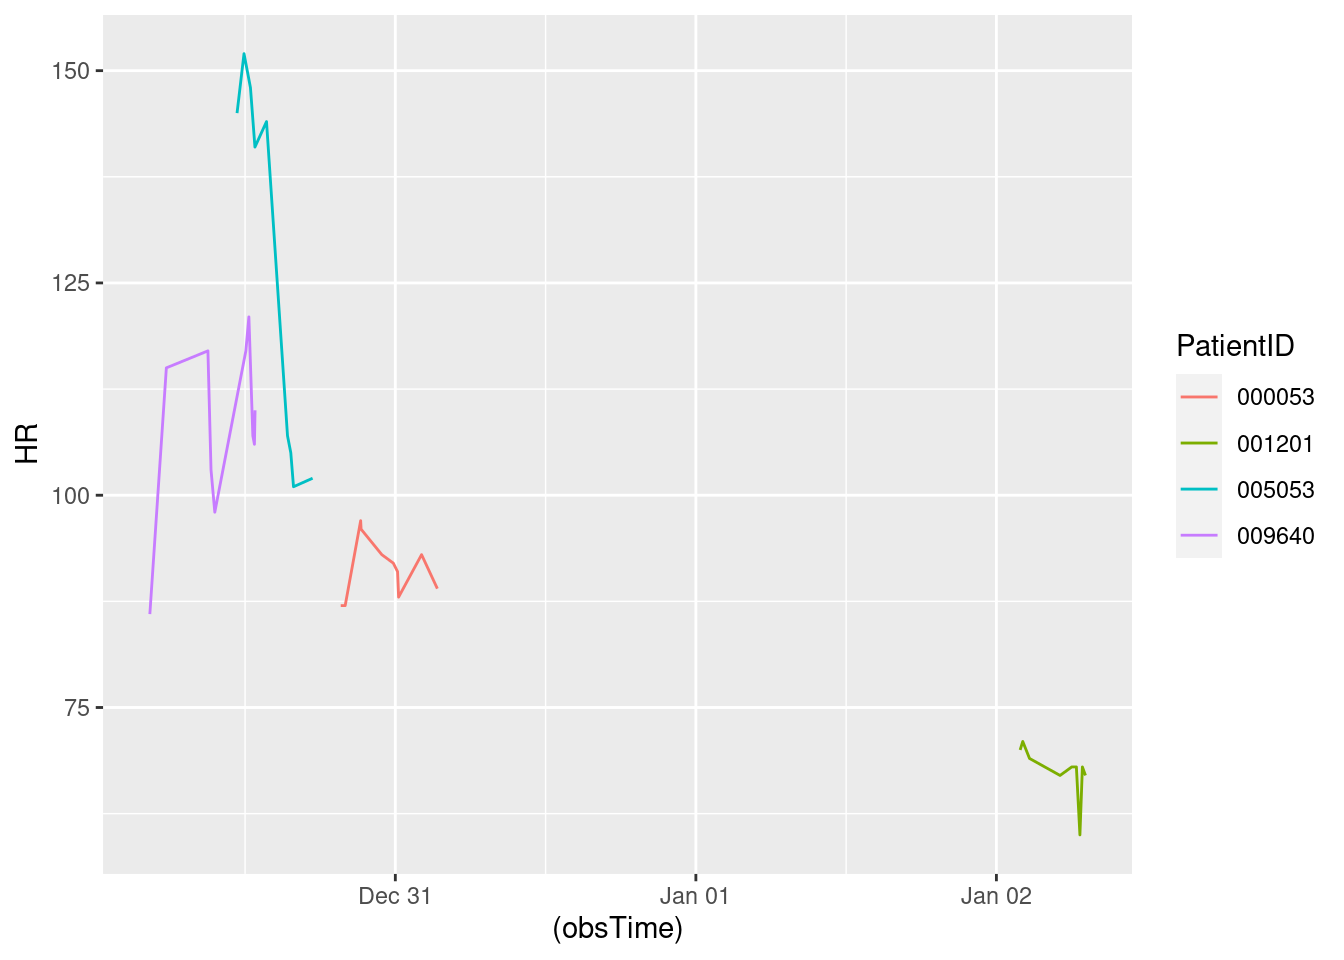 150
125
100
75
HR
Dec 31
Jan 01
Jan 02
(obsTime)
PatientID
000053
001201
005053
009640